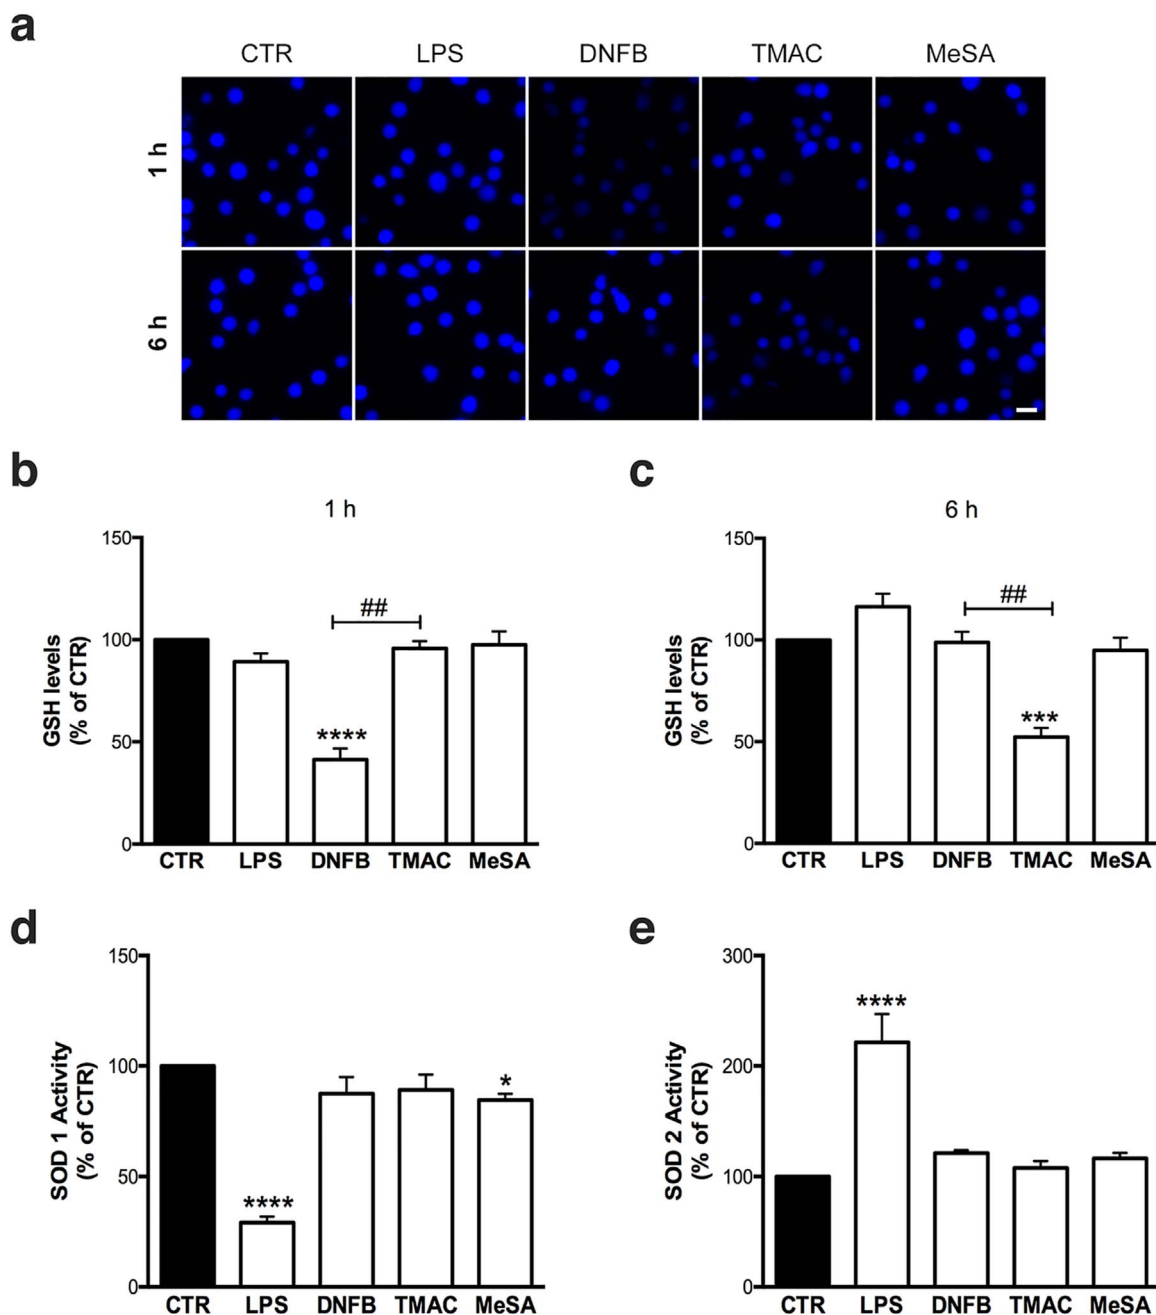 a
CTR LPS DNFB TMAC MeSA
1 h
6 h
b
1 h
GSH levels
(% of CTR)
150
100
50
0
##
****
CTR LPS DNFB TMAC MeSA
c
6 h
GSH levels
(% of CTR)
150
100
50
0
##
***
CTR LPS DNFB TMAC MeSA
d
SOD 1 Activity
(% of CTR)
150
100
50
0
****
*
CTR LPS DNFB TMAC MeSA
e
SOD 2 Activity
(% of CTR)
300
200
100
0
****
CTR LPS DNFB TMAC MeSA